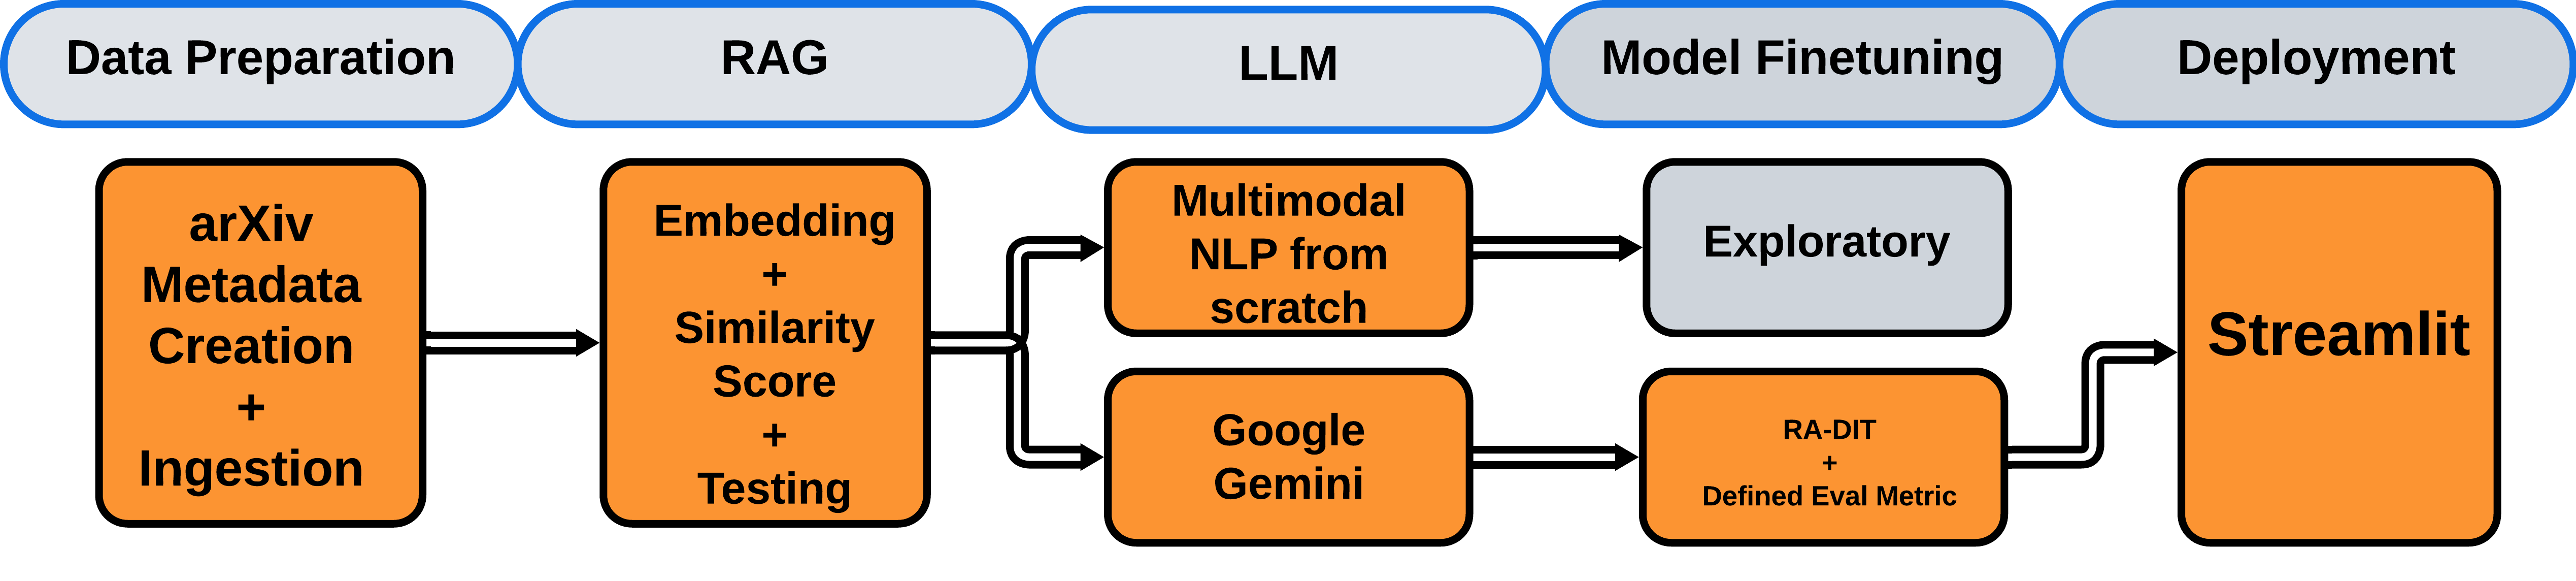 Data Preparation
RAG
LLM
Model Finetuning
Deployment
arXiv
Metadata
Creation
+
Ingestion
Embedding
+
Similarity
Score
+
Testing
Multimodal
NLP from
scratch
Google
Gemini
Exploratory
RA-DIT
+
Defined Eval Metric
Streamlit